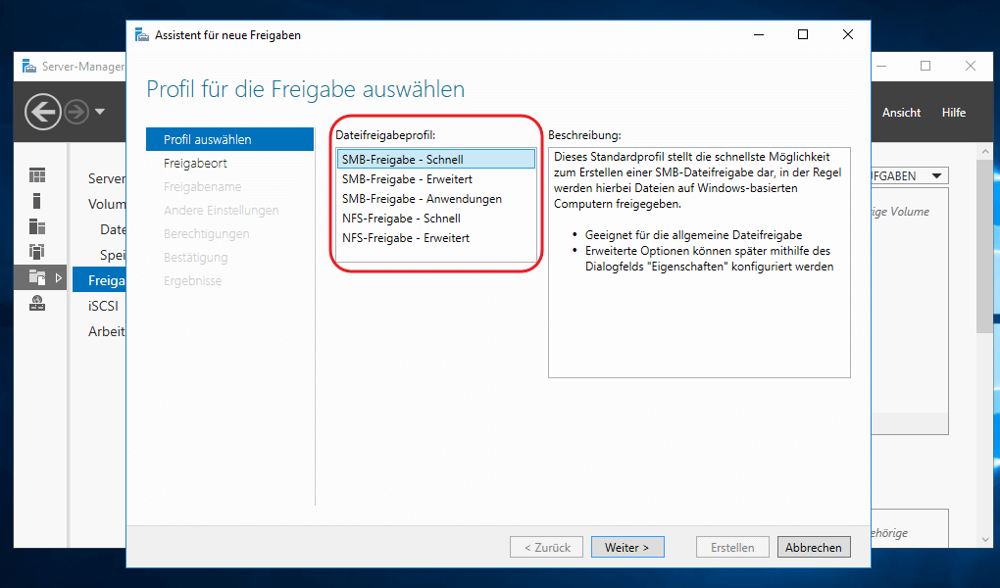 Assistent für neue Freigaben
Server-Manager
Profil für die Freigabe auswählen
Ansicht Hilfe
Profil auswählen
Freigabeort
Freigabename
Andere Einstellungen
Berechtigungen
Bestätigung
Ergebnisse
Dateifreigabeprofil:
SMB-Freigabe - Schnell
SMB-Freigabe - Erweitert
SMB-Freigabe - Anwendungen
NFS-Freigabe - Schnell
NFS-Freigabe - Erweitert
Beschreibung:
Dieses Standardprofil stellt die schnellste Möglichkeit
zum Erstellen einer SMB-Dateifreigabe dar, in der Regel
werden hierbei Dateien auf Windows-basierten
Computern freigegeben.
• Geeignet für die allgemeine Dateifreigabe
• Erweiterte Optionen können später mithilfe des
Dialogfelds "Eigenschaften" konfiguriert werden
Server
Volum
Date
Spei
Freiga
iSCSI
Arbeit
FGABEN
ige Volume
ehörige
< Zurück Weiter > Erstellen Abbrechen